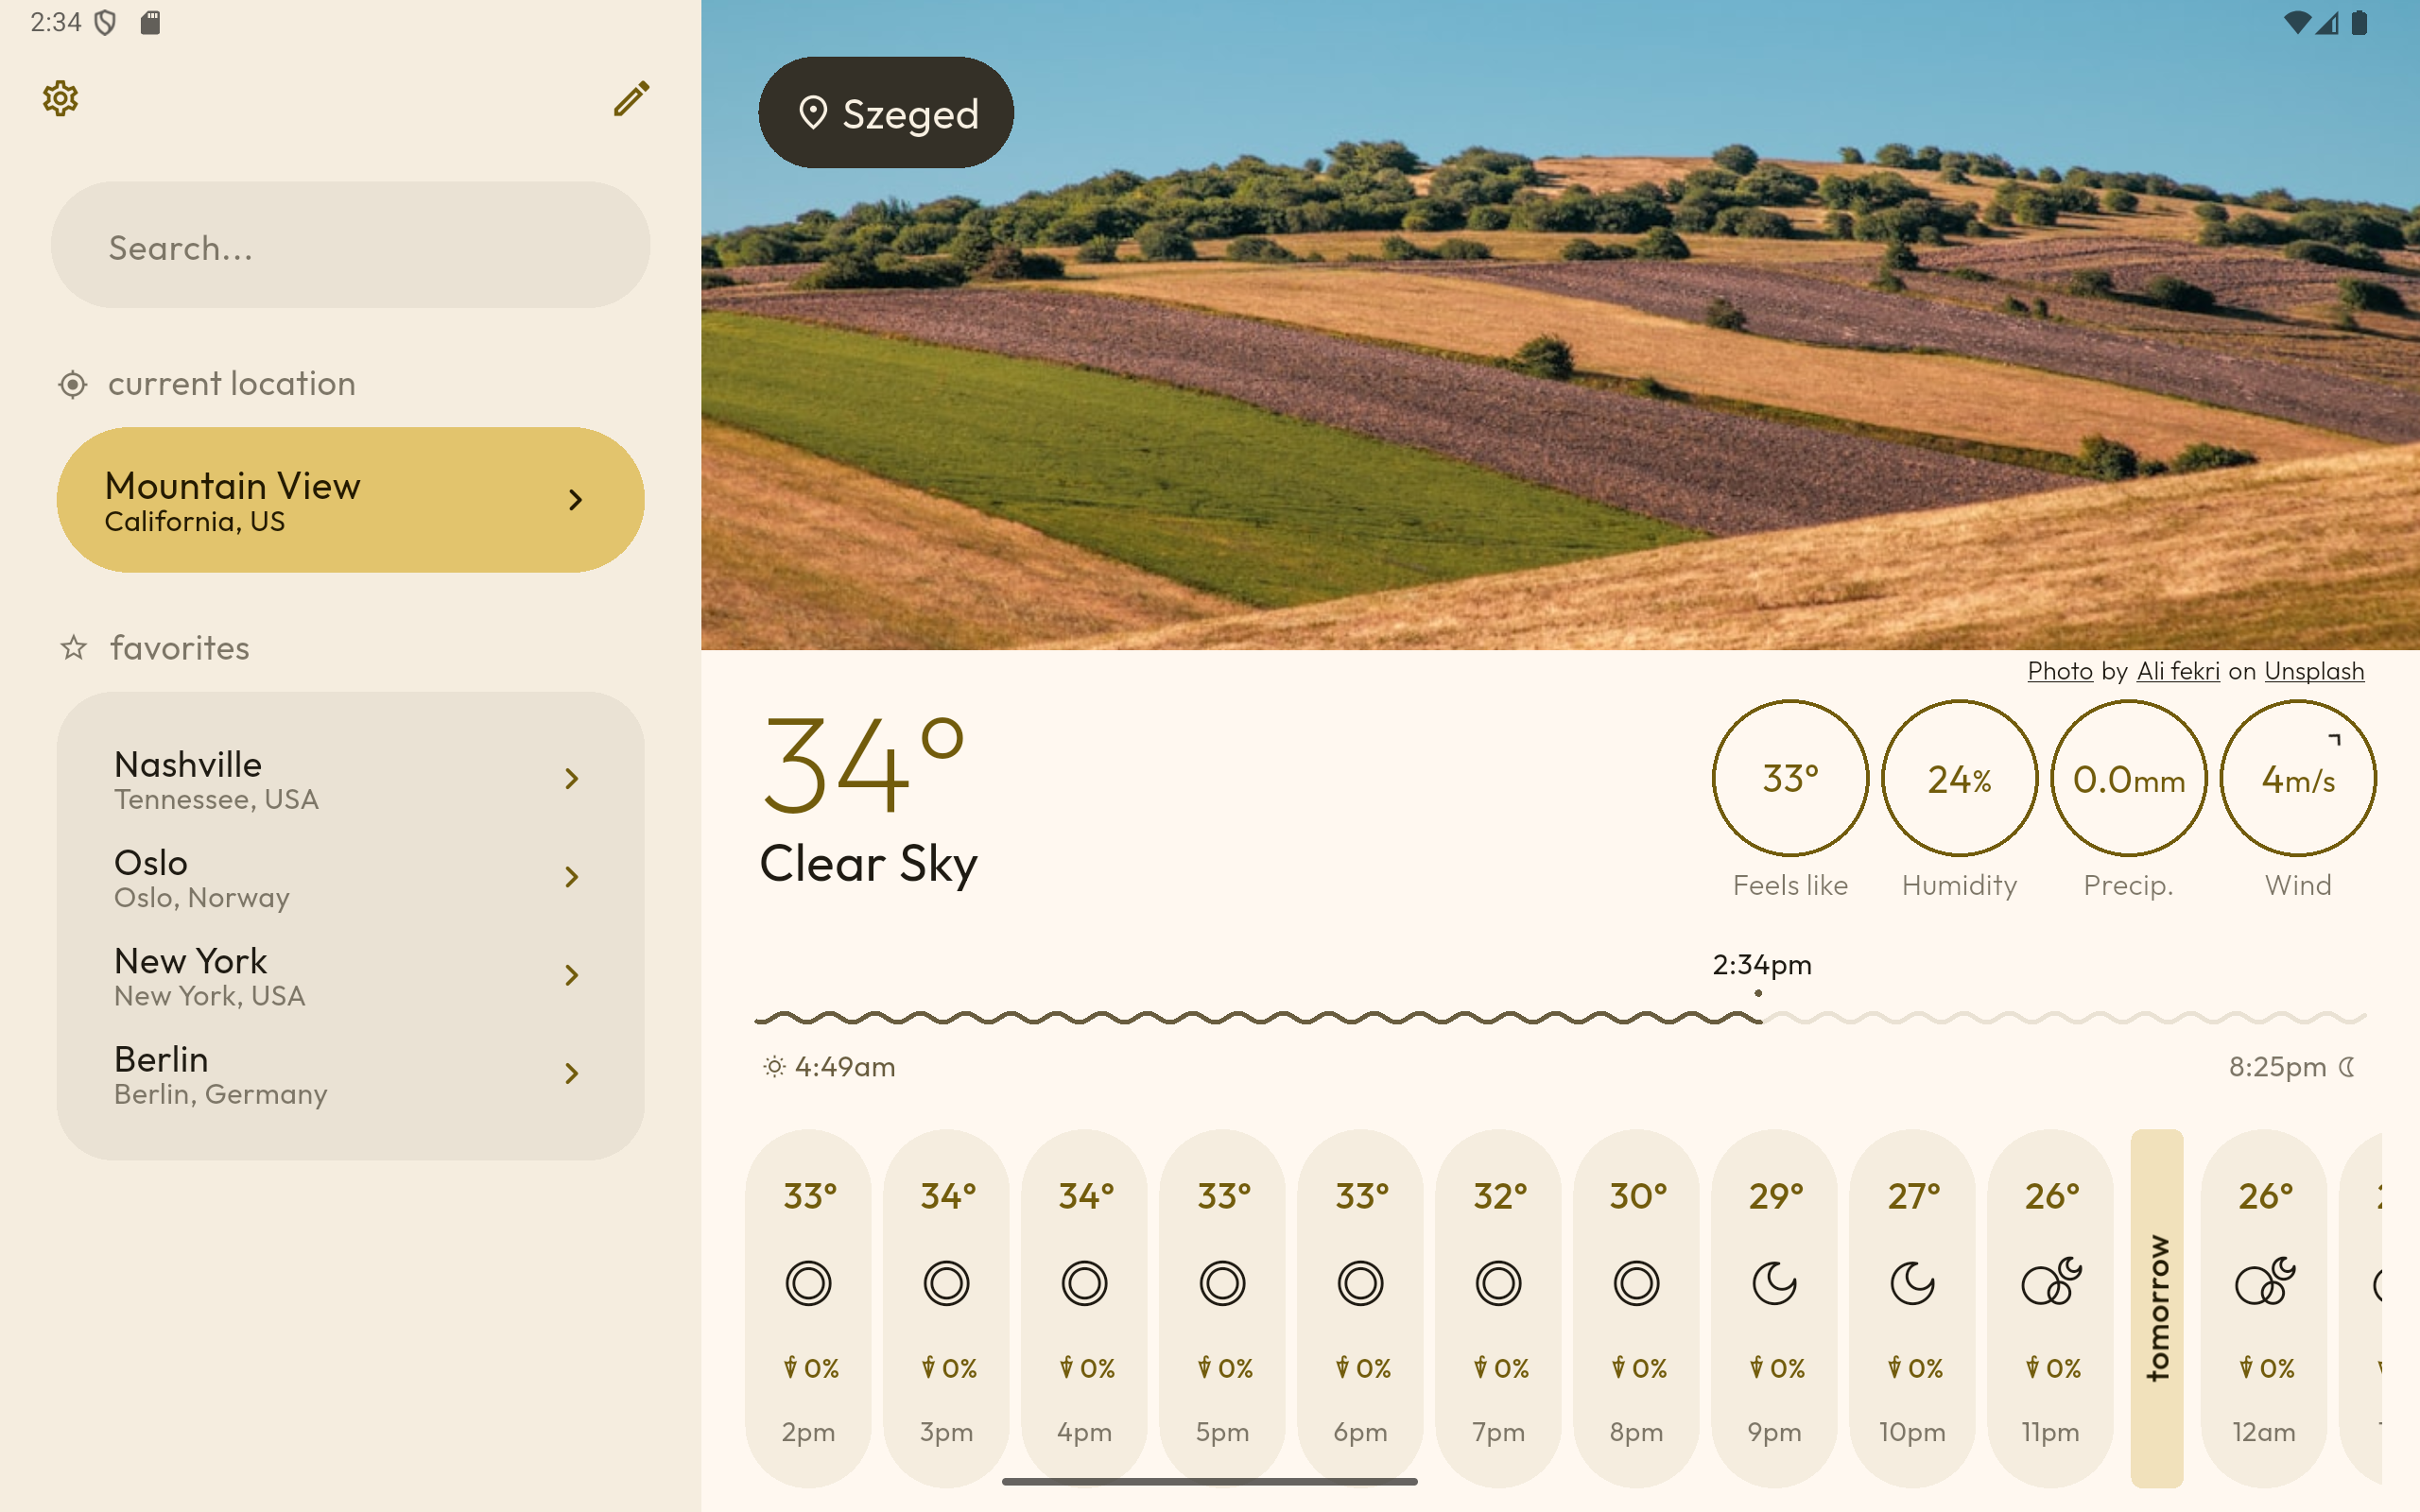 2:34
Search...
current location
Mountain View
California, US
favorites
Nashville
Tennessee, USA
Oslo
Oslo, Norway
New York
New York, USA
Berlin
Berlin, Germany
Szeged
Photo by Ali fekri on Unsplash
34°
Clear Sky
33° 24% 0.0mm 4m/s
Feels like Humidity Precip. Wind
2:34pm
4:49am 8:25pm
33° 34° 34° 33° 33° 32° 30° 29° 27° 26° 26°
0% 0% 0% 0% 0% 0% 0% 0% 0% 0% 0%
2pm 3pm 4pm 5pm 6pm 7pm 8pm 9pm 10pm 11pm 12am
tomorrow